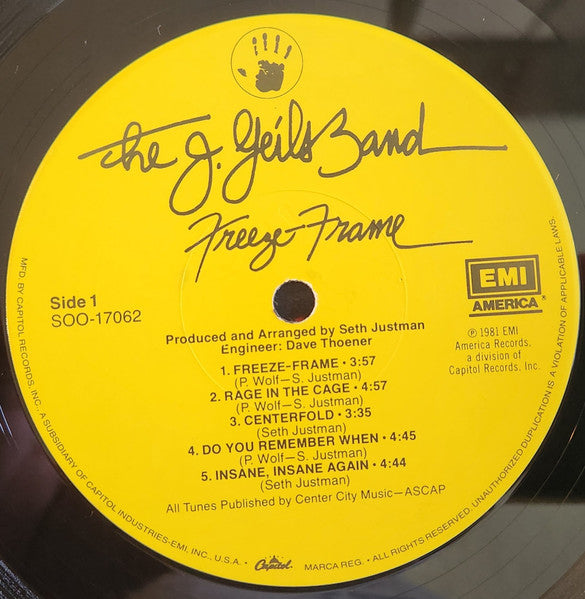 The J. Geils Band
Freeze-Frame
Side 1
SOO-17062
EMI
AMERICA®
Produced and Arranged by Seth Justman
Engineer: Dave Thoener
℗ 1981 EMI
America Records,
a division of
Capitol Records, Inc.
1. FREEZE-FRAME • 3:57
(P. Wolf—S. Justman)
2. RAGE IN THE CAGE • 4:57
(P. Wolf—S. Justman)
3. CENTERFOLD • 3:35
(Seth Justman)
4. DO YOU REMEMBER WHEN • 4:45
(P. Wolf—S. Justman)
5. INSANE, INSANE AGAIN • 4:44
(Seth Justman)
All Tunes Published by Center City Music—ASCAP
MFD. BY CAPITOL RECORDS, INC., A SUBSIDIARY OF CAPITOL INDUSTRIES-EMI, INC., U.S.A. • Capitol MARCA REG. • ALL RIGHTS RESERVED. UNAUTHORIZED DUPLICATION IS A VIOLATION OF APPLICABLE LAWS.